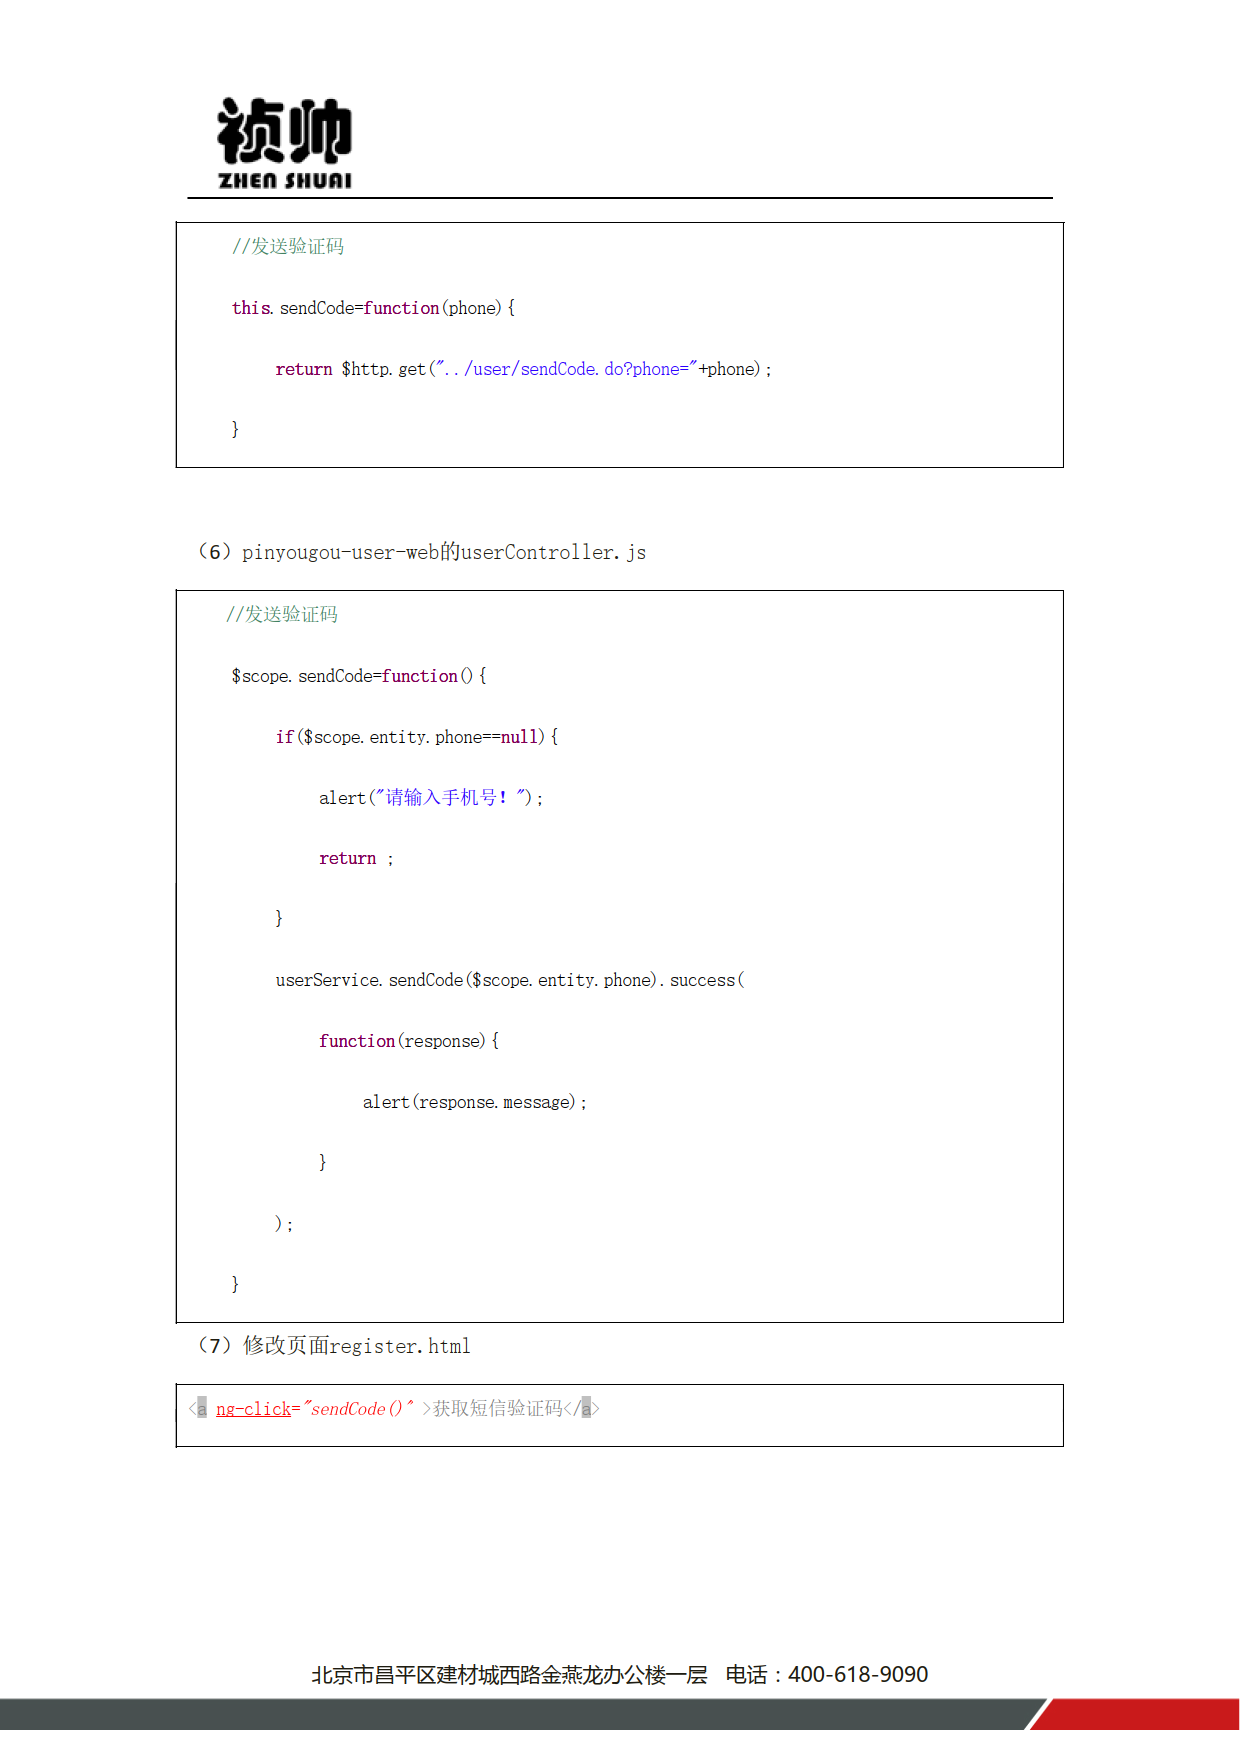 祯帅
ZHEN SHUAI
//发送验证码
this.sendCode=function(phone){
return $http.get("../user/sendCode.do?phone="+phone);
}
（6）pinyougou-user-web的userController.js
//发送验证码
$scope.sendCode=function(){
if($scope.entity.phone==null){
alert("请输入手机号！");
return ;
}
userService.sendCode($scope.entity.phone).success(
function(response){
alert(response.message);
}
);
}
（7）修改页面register.html
<a ng-click="sendCode()" >获取短信验证码</a>
北京市昌平区建材城西路金燕龙办公楼一层 电话：400-618-9090